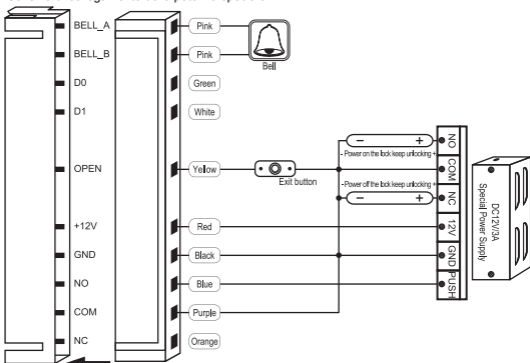 BELL_A
Pink
BELL_B
Pink
Bell
D0
Green
D1
White
OPEN
Yellow
Exit button
+12V
Red
GND
Black
NO
Blue
COM
Purple
NC
Orange
- +
- Power on the lock keep unlocking +
- Power off the lock keep unlocking +
- +
NO
COM
NC
12V
GND
PUSH
DC12V/3A
Special Power Supply